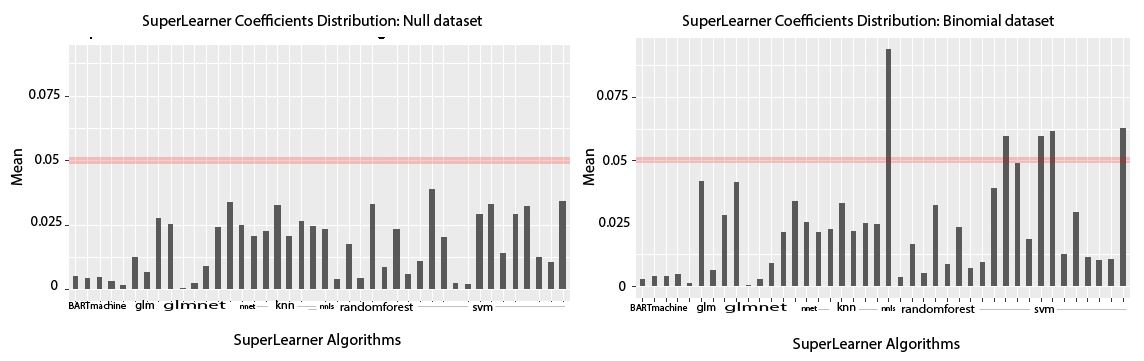 SuperLearner Coefficients Distribution: Null dataset
Mean
0.075
0.05
0.025
0
BARTmachine glm glmnet nnet knn nnls randomforest svm
SuperLearner Algorithms
SuperLearner Coefficients Distribution: Binomial dataset
Mean
0.075
0.05
0.025
0
BARTmachine glm glmnet nnet knn nnls randomforest svm
SuperLearner Algorithms